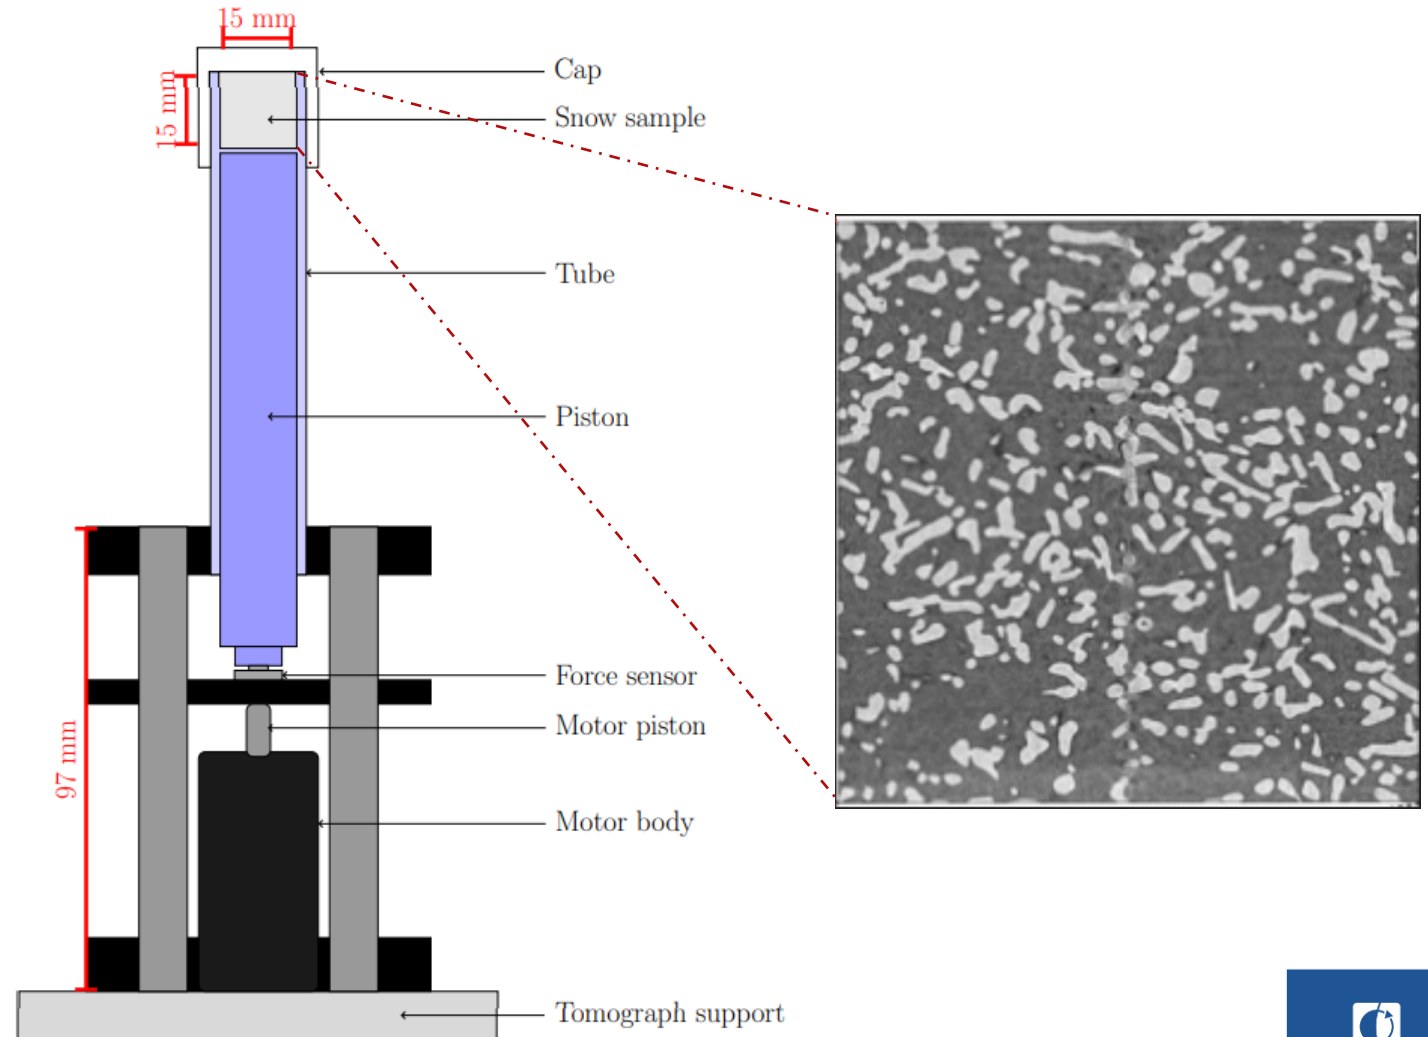 15 mm
Cap
15 mm
Snow sample
Tube
Piston
Force sensor
Motor piston
97 mm
Motor body
Tomograph support